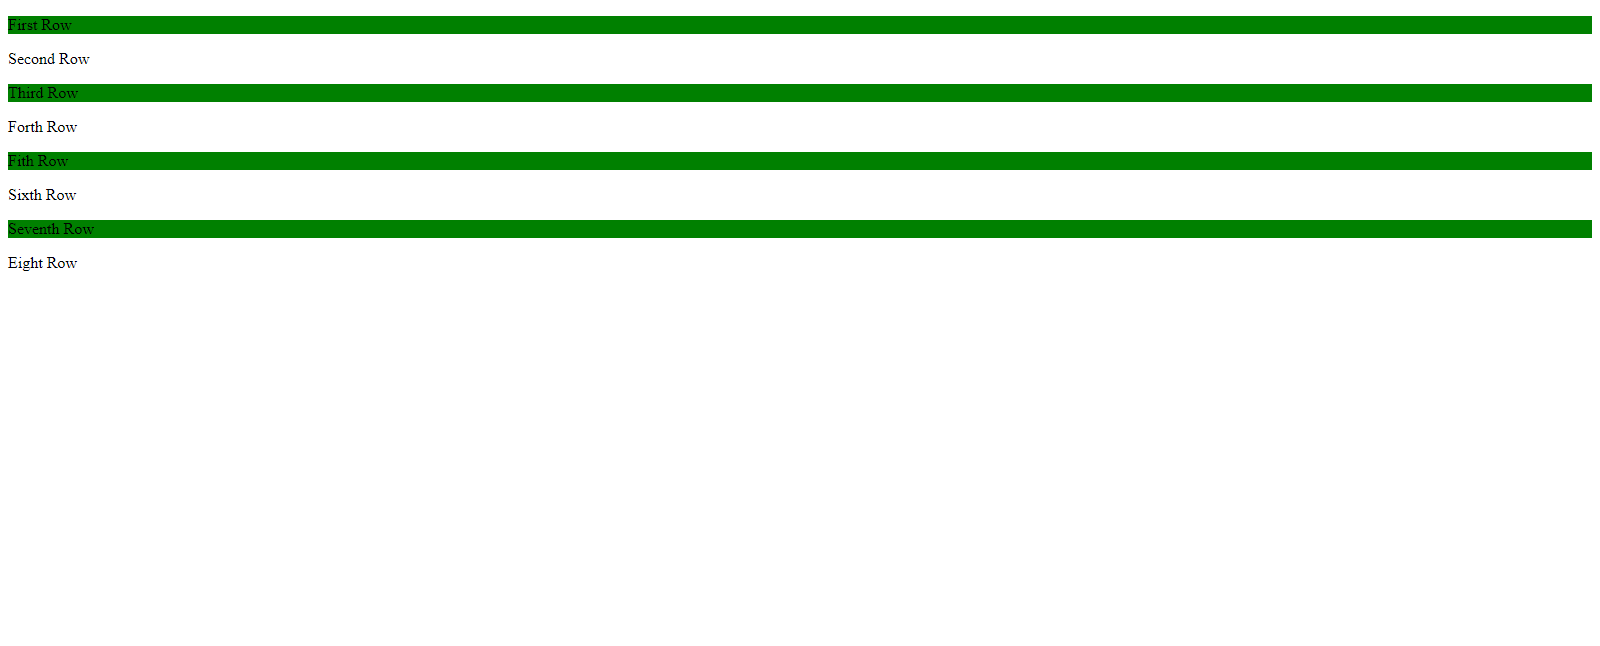 First Row
Second Row
Third Row
Forth Row
Fith Row
Sixth Row
Seventh Row
Eight Row